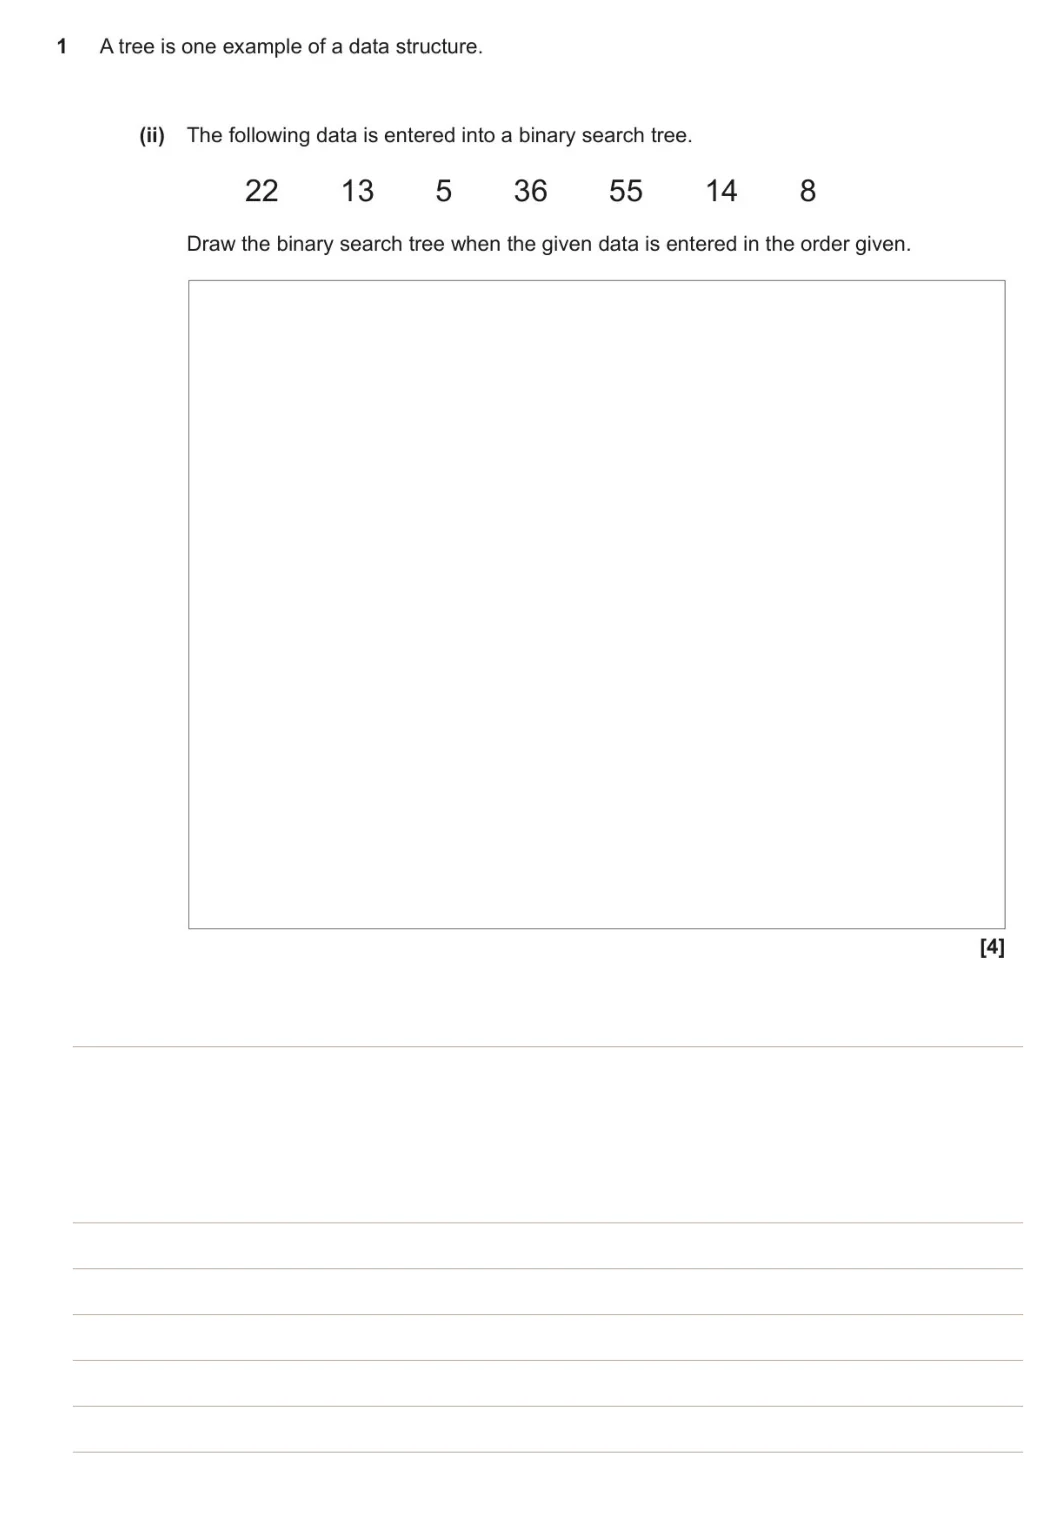 1 A tree is one example of a data structure.
(ii) The following data is entered into a binary search tree.
22 13 5 36 55 14 8
Draw the binary search tree when the given data is entered in the order given.
[4]